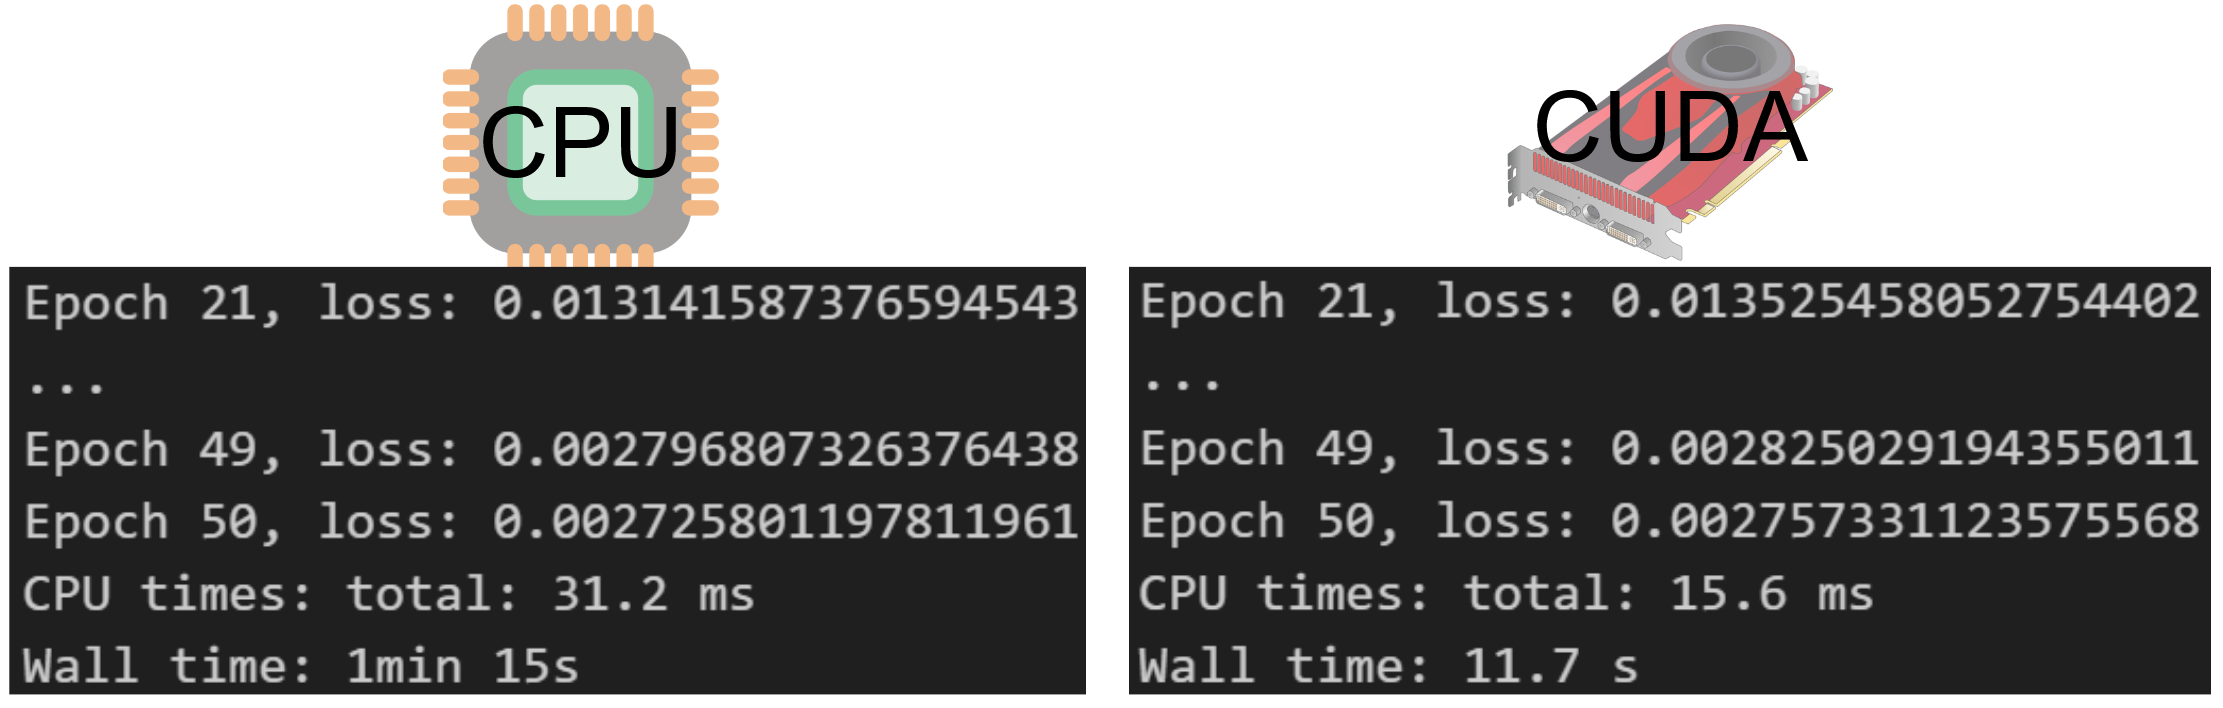 CPU
Epoch 21, loss: 0.013141587376594543
...
Epoch 49, loss: 0.002796807326376438
Epoch 50, loss: 0.002725801197811961
CPU times: total: 31.2 ms
Wall time: 1min 15s
CUDA
Epoch 21, loss: 0.013525458052754402
...
Epoch 49, loss: 0.002825029194355011
Epoch 50, loss: 0.002757331123575568
CPU times: total: 15.6 ms
Wall time: 11.7 s